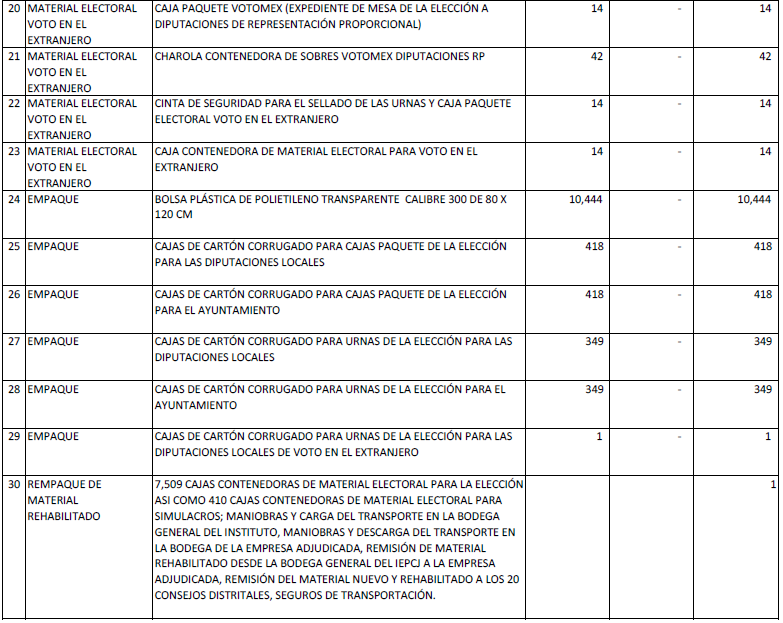 20 MATERIAL ELECTORAL CAJA PAQUETE VOTOMEX (EXPEDIENTE DE MESA DE LA ELECCIÓN A 14 - 14
VOTO EN EL DIPUTACIONES DE REPRESENTACIÓN PROPORCIONAL)
EXTRANJERO
21 MATERIAL ELECTORAL CHAROLA CONTENEDORA DE SOBRES VOTOMEX DIPUTACIONES RP 42 - 42
VOTO EN EL
EXTRANJERO
22 MATERIAL ELECTORAL CINTA DE SEGURIDAD PARA EL SELLADO DE LAS URNAS Y CAJA PAQUETE 14 - 14
VOTO EN EL ELECTORAL VOTO EN EL EXTRANJERO
EXTRANJERO
23 MATERIAL ELECTORAL CAJA CONTENEDORA DE MATERIAL ELECTORAL PARA VOTO EN EL 14 - 14
VOTO EN EL EXTRANJERO
EXTRANJERO
24 EMPAQUE BOLSA PLÁSTICA DE POLIETILENO TRANSPARENTE CALIBRE 300 DE 80 X 10,444 - 10,444
120 CM
25 EMPAQUE CAJAS DE CARTÓN CORRUGADO PARA CAJAS PAQUETE DE LA ELECCIÓN 418 - 418
PARA LAS DIPUTACIONES LOCALES
26 EMPAQUE CAJAS DE CARTÓN CORRUGADO PARA CAJAS PAQUETE DE LA ELECCIÓN 418 - 418
PARA EL AYUNTAMIENTO
27 EMPAQUE CAJAS DE CARTÓN CORRUGADO PARA URNAS DE LA ELECCIÓN PARA LAS 349 - 349
DIPUTACIONES LOCALES
28 EMPAQUE CAJAS DE CARTÓN CORRUGADO PARA URNAS DE LA ELECCIÓN PARA EL 349 - 349
AYUNTAMIENTO
29 EMPAQUE CAJAS DE CARTÓN CORRUGADO PARA URNAS DE LA ELECCIÓN PARA LAS 1 - 1
DIPUTACIONES LOCALES DE VOTO EN EL EXTRANJERO
30 REMPAQUE DE 7,509 CAJAS CONTENEDORAS DE MATERIAL ELECTORAL PARA LA ELECCIÓN 1
MATERIAL ASI COMO 410 CAJAS CONTENEDORAS DE MATERIAL ELECTORAL PARA
REHABILITADO SIMULACROS; MANIOBRAS Y CARGA DEL TRANSPORTE EN LA BODEGA
GENERAL DEL INSTITUTO, MANIOBRAS Y DESCARGA DEL TRANSPORTE EN
LA BODEGA DE LA EMPRESA ADJUDICADA, REMISIÓN DE MATERIAL
REHABILITADO DESDE LA BODEGA GENERAL DEL IEPCJ A LA EMPRESA
ADJUDICADA, REMISIÓN DEL MATERIAL NUEVO Y REHABILITADO A LOS 20
CONSEJOS DISTRITALES, SEGUROS DE TRANSPORTACIÓN.